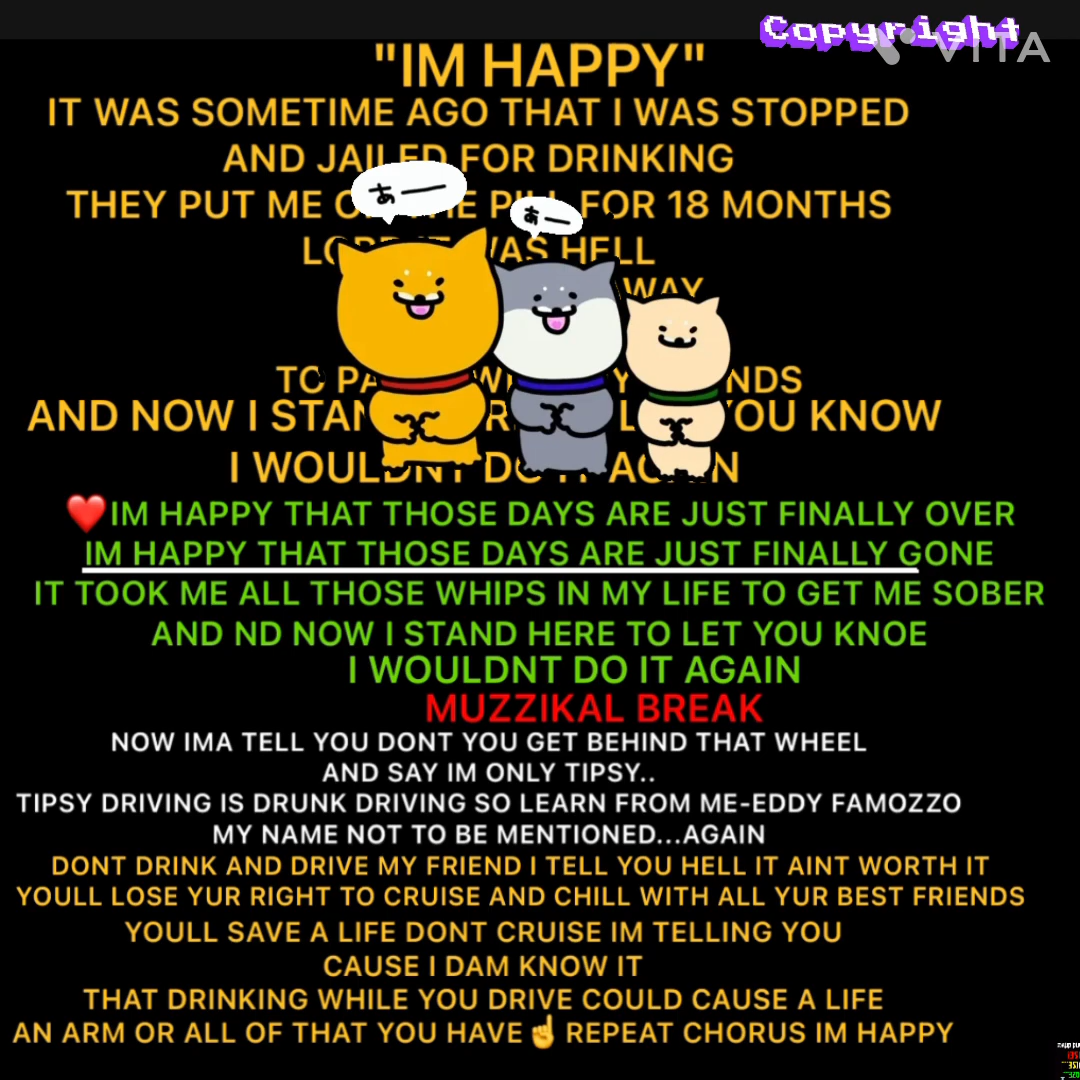 Copyright
VITA
"IM HAPPY"
IT WAS SOMETIME AGO THAT I WAS STOPPED
AND JAILED FOR DRINKING
あー
THEY PUT ME FOR 18 MONTHS
あー
WAS HELL
WAY
TO
AND NOW I YOU KNOW
I
❤️IM HAPPY THAT THOSE DAYS ARE JUST FINALLY OVER
IM HAPPY THAT THOSE DAYS ARE JUST FINALLY GONE
IT TOOK ME ALL THOSE WHIPS IN MY LIFE TO GET ME SOBER
AND ND NOW I STAND HERE TO LET YOU KNOE
I WOULDNT DO IT AGAIN
MUZZIKAL BREAK
NOW IMA TELL YOU DONT YOU GET BEHIND THAT WHEEL
AND SAY IM ONLY TIPSY..
TIPSY DRIVING IS DRUNK DRIVING SO LEARN FROM ME-EDDY FAMOZZO
MY NAME NOT TO BE MENTIONED...AGAIN
DONT DRINK AND DRIVE MY FRIEND I TELL YOU HELL IT AINT WORTH IT
YOULL LOSE YUR RIGHT TO CRUISE AND CHILL WITH ALL YUR BEST FRIENDS
YOULL SAVE A LIFE DONT CRUISE IM TELLING YOU
CAUSE I DAM KNOW IT
THAT DRINKING WHILE YOU DRIVE COULD CAUSE A LIFE
AN ARM OR ALL OF THAT YOU HAVE☝️REPEAT CHORUS IM HAPPY